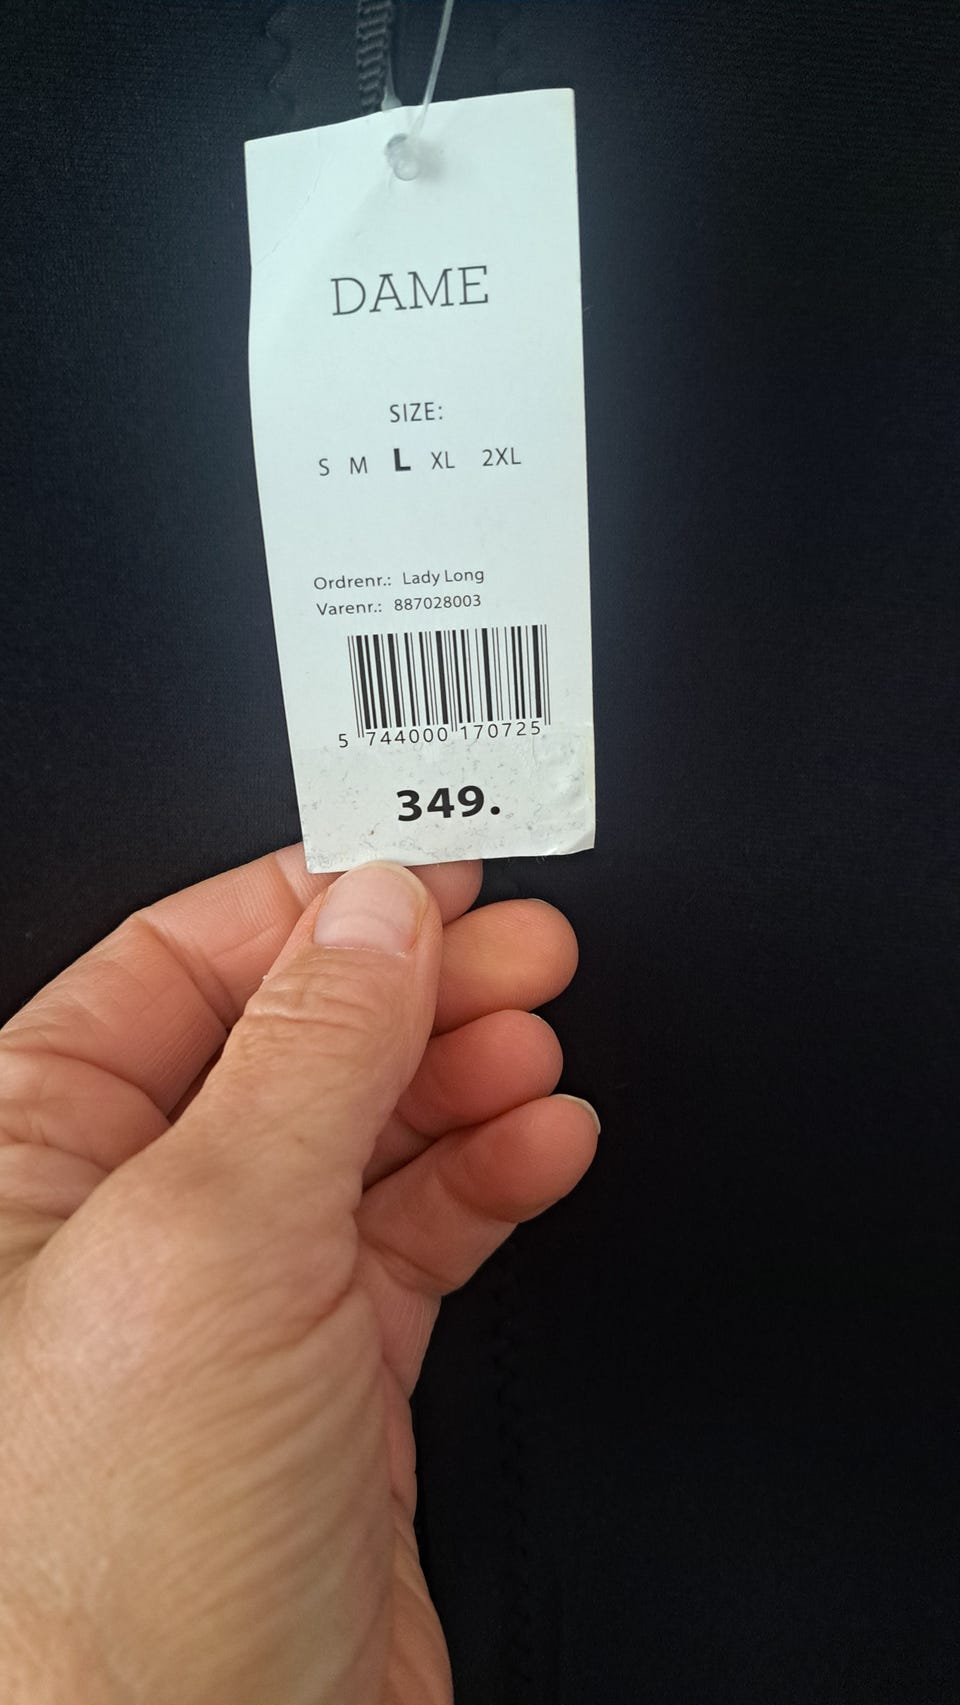 DAME
SIZE:
S M L XL 2XL
Ordrenr.: Lady Long
Varenr.: 887028003
5 744000 170725
349.